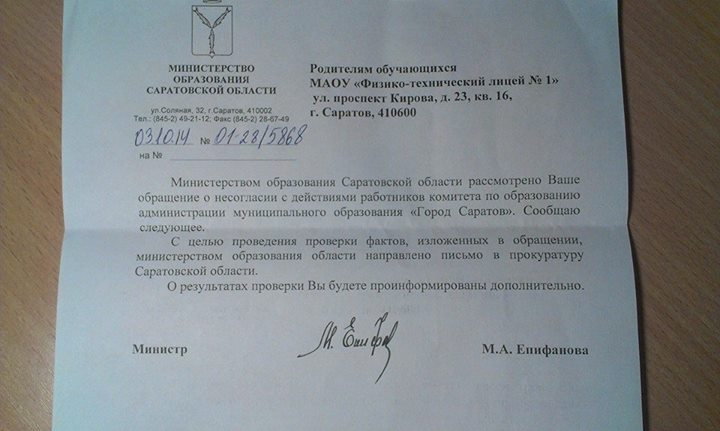 МИНИСТЕРСТВО
ОБРАЗОВАНИЯ
САРАТОВСКОЙ ОБЛАСТИ
ул.Соляная, 32, г.Саратов, 410002
Тел.: (845-2) 49-21-12; Факс (845-2) 28-67-49
03.10.14 № 01-28/5868
на №
Родителям обучающихся
МАОУ «Физико-технический лицей № 1»
ул. проспект Кирова, д. 23, кв. 16,
г. Саратов, 410600
Министерством образования Саратовской области рассмотрено Ваше
обращение о несогласии с действиями работников комитета по образованию
администрации муниципального образования «Город Саратов». Сообщаю
следующее.
С целью проведения проверки фактов, изложенных в обращении,
министерством образования области направлено письмо в прокуратуру
Саратовской области.
О результатах проверки Вы будете проинформированы дополнительно.
Министр
М.А. Епифанова